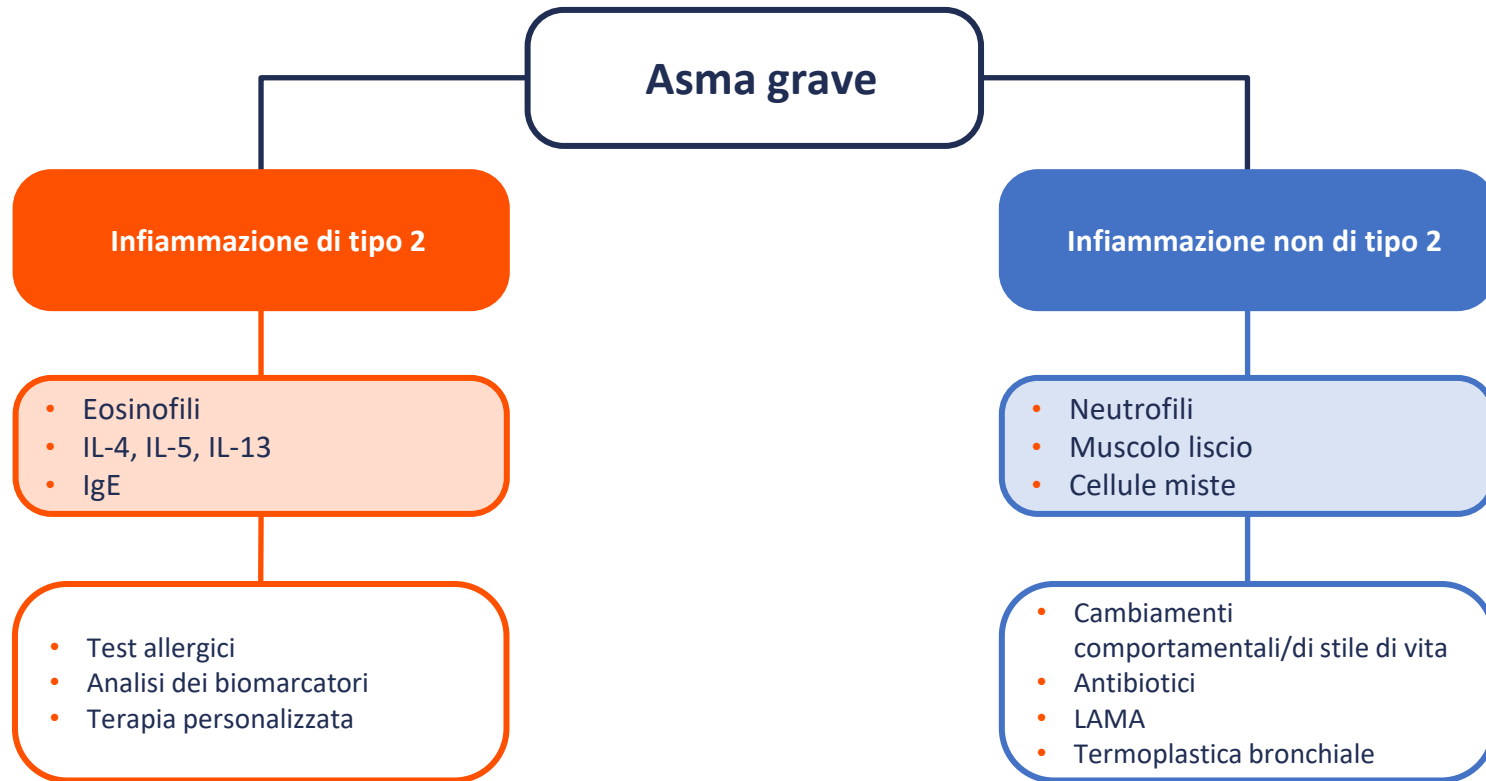 Asma grave
Infiammazione di tipo 2
• Eosinofili
• IL-4, IL-5, IL-13
• IgE
• Test allergici
• Analisi dei biomarcatori
• Terapia personalizzata
Infiammazione non di tipo 2
• Neutrofili
• Muscolo liscio
• Cellule miste
• Cambiamenti
comportamentali/di stile di vita
• Antibiotici
• LAMA
• Termoplastica bronchiale